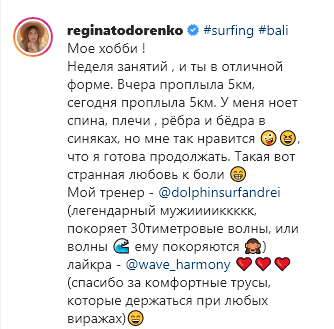 reginatodorenko #surfing #bali
Мое хобби !
Неделя занятий , и ты в отличной
форме. Вчера проплыла 5км,
сегодня проплыла 5км. У меня ноет
спина, плечи , рёбра и бёдра в
синяках, но мне так нравится 🤪😆,
что я готова продолжать. Такая вот
странная любовь к боли 😁
Мой тренер - @dolphinsurfandrei
(легендарный мужииииккккк,
покоряет 30тиметровые волны, или
волны 🌊 ему покоряются 🙈)
лайкра - @wave_harmony ❤❤❤
(спасибо за комфортные трусы,
которые держаться при любых
виражах)😅